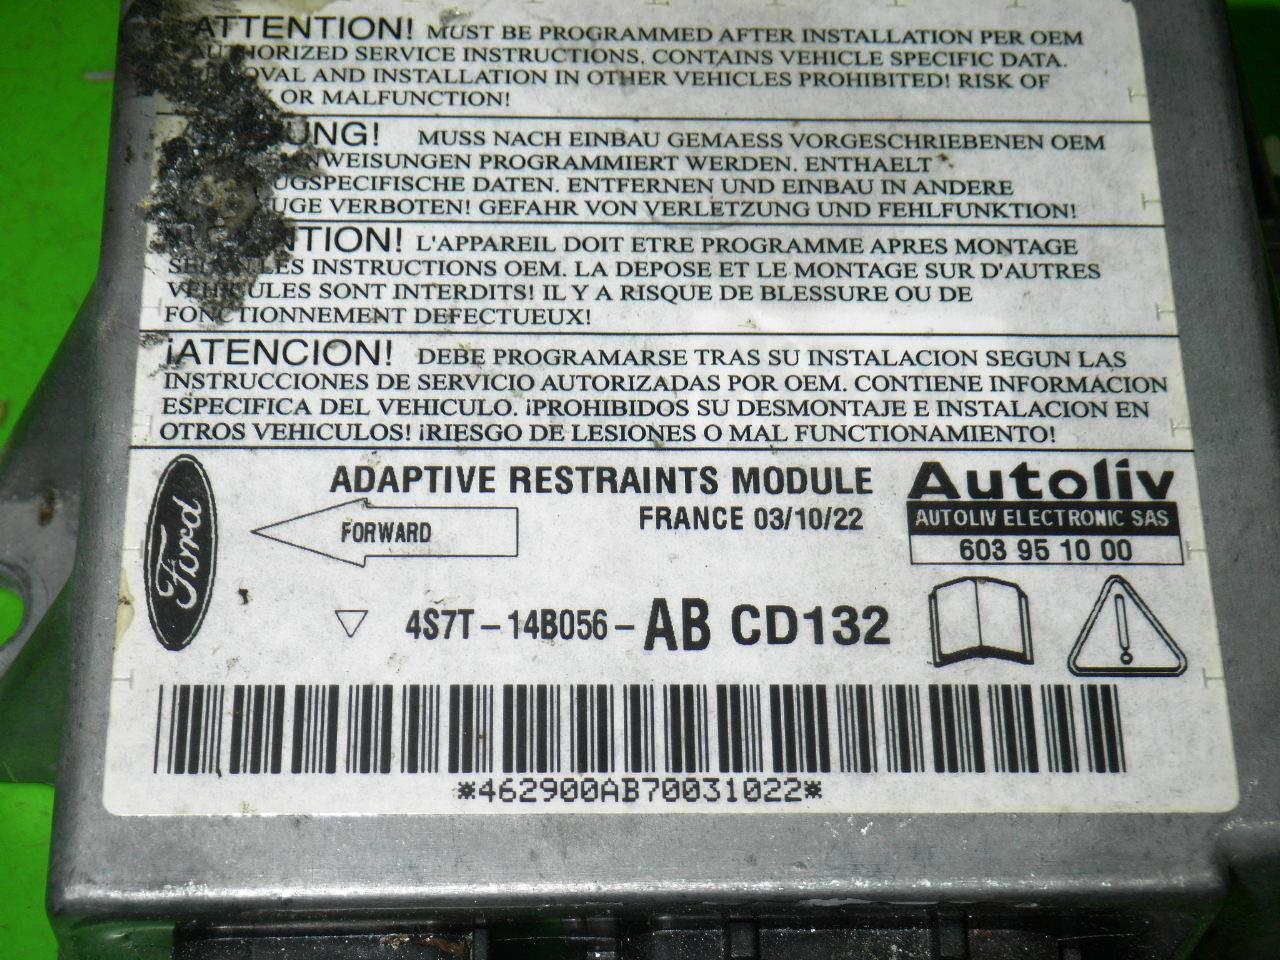 ATTENTION! MUST BE PROGRAMMED AFTER INSTALLATION PER OEM
AUTHORIZED SERVICE INSTRUCTIONS, CONTAINS VEHICLE SPECIFIC DATA.
AND INSTALLATION IN OTHER VEHICLES PROHIBITED! RISK OF
OR MALFUNCTION!
MUSS NACH EINBAU GEMAESS VORGESCHRIEBENEN OEM
PROGRAMMIERT WERDEN. ENTHAELT
DATEN. ENTFERNEN UND EINBAU IN ANDERE
VERBOTEN! GEFAHR VON VERLETZUNG UND FEHLFUNKTION!
L'APPAREIL DOIT ETRE PROGRAMME APRES MONTAGE
LES INSTRUCTIONS OEM. LA DEPOSE ET LE MONTAGE SUR D'AUTRES
VEHICULES SONT INTERDITS! IL Y A RISQUE DE BLESSURE OU DE
FONCTIONNEMENT DEFECTUEUX!
¡ATENCION! DEBE PROGRAMARSE TRAS SU INSTALACION SEGUN LAS
INSTRUCCIONES DE SERVICIO AUTORIZADAS POR OEM. CONTIENE INFORMACION
ESPECIFICA DEL VEHICULO. ¡PROHIBIDOS SU DESMONTAJE E INSTALACION EN
OTROS VEHICULOS! ¡RIESGO DE LESIONES O MAL FUNCTIONAMIENTO!
Ford
ADAPTIVE RESTRAINTS MODULE
FRANCE 03/10/22
FORWARD
Autoliv
AUTOLIV ELECTRONIC SAS
603 95 10 00
4S7T-14B056-AB CD132
*462900AB70031022*